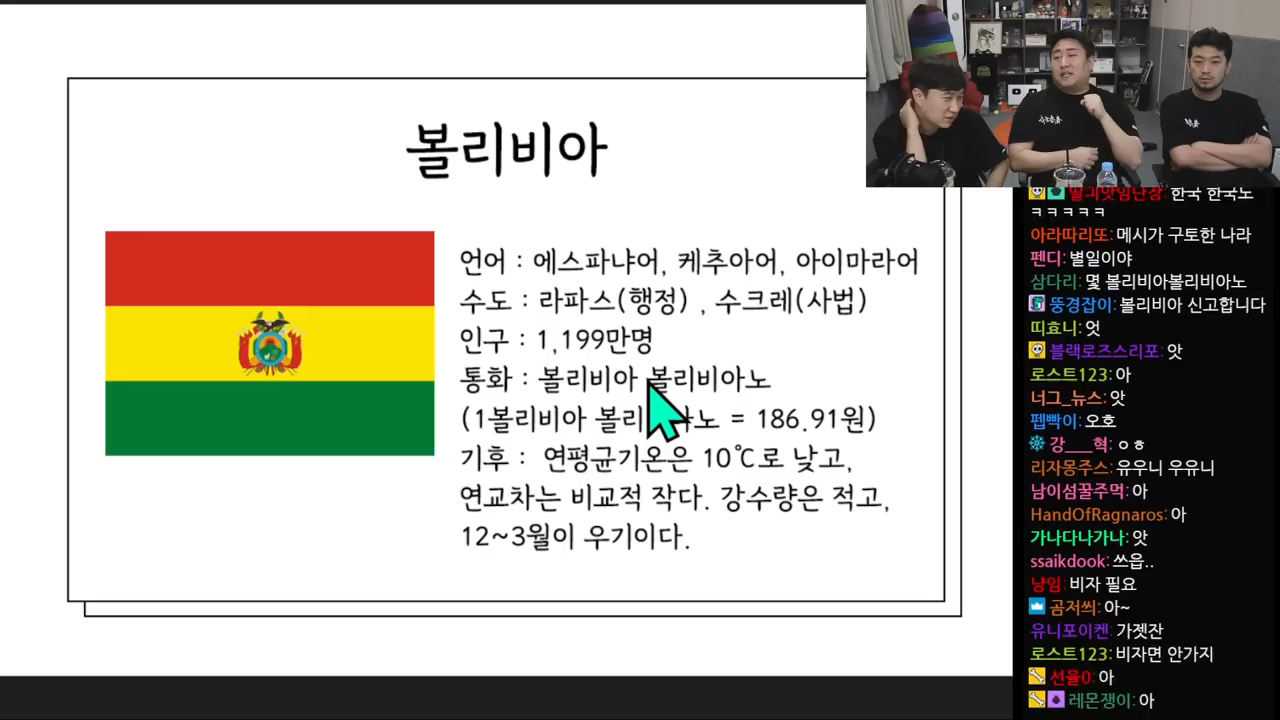 볼리비아
언어 : 에스파냐어, 케추아어, 아이마라어
수도 : 라파스(행정) , 수크레(사법)
인구 : 1,199만명
통화 : 볼리비아 볼리비아노
(1볼리비아 볼리 노 = 186.91원)
기후 : 연평균기온은 10℃로 낮고,
연교차는 비교적 작다. 강수량은 적고,
12~3월이 우기이다.
딸기맛임난장: 한국 한국노
ㅋㅋㅋㅋㅋ
아라따리또: 메시가 구토한 나라
펜디: 별일이야
삼다리: 몇 볼리비아볼리비아노
뚱경잡이: 볼리비아 신고합니다
띠효니: 엇
블랙로즈스리포: 앗
로스트123: 아
너그_뉴스: 앗
펩빡이: 오호
강___혁: ㅇㅎ
리자몽주스: 유우니 우유니
남이섬꿀주먹: 아
HandOfRagnaros: 아
가나다나가나: 앗
ssaikdook: 쓰읍..
냥임: 비자 필요
곰저씌: 아~
유니포이켄: 가젯잔
로스트123: 비자면 안가지
선율0: 아
레몬쟁이: 아